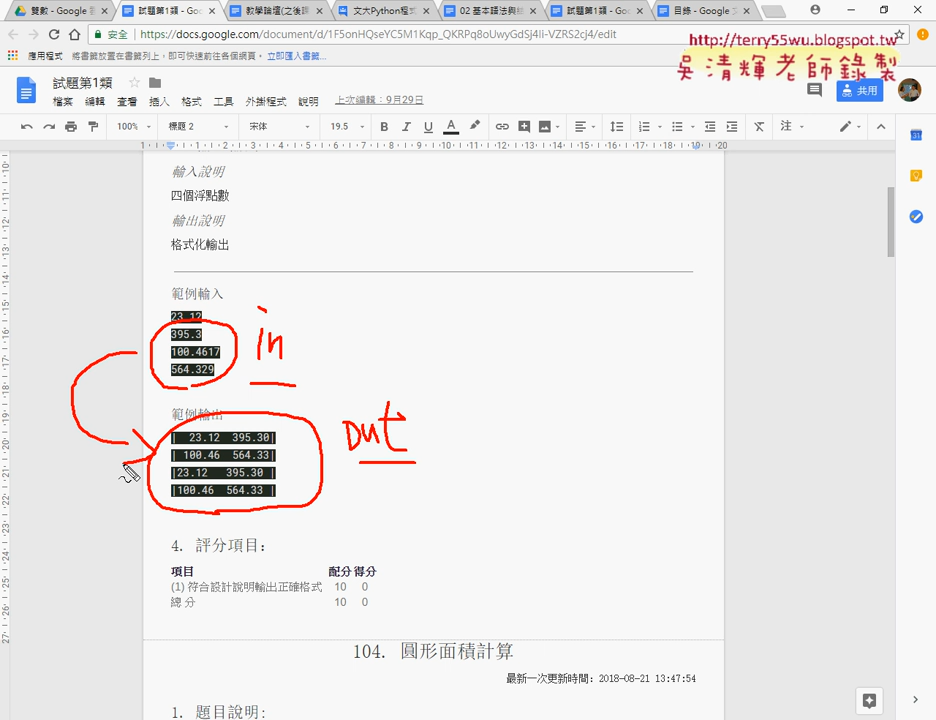 雙數 - Google 
試題第1類 - Goo
教學論壇(之後課
文大Python程式
02 基本語法與結
試題第1類 - Goo
目錄 - Google 文
安全
https://docs.google.com/document/d/1F5onHQseYC5M1Kqp_QKRPq8oUwyGdSj4Ii-VZRS2cj4/edit
應用程式
將書籤放置在書籤列上，即可快速前往各個網頁。
立即匯入書籤...
http://terry55wu.blogspot.tw
吳清輝老師錄製
試題第1類
檔案 編輯 查看 插入 格式 工具 外掛程式 說明
上次編輯：9月29日
共用
100%
標題 2
宋体
19.5
B I U A
注
輸入說明
四個浮點數
輸出說明
格式化輸出
範例輸入
23.12
395.3
100.4617
564.329
in
範例輸出
|  23.12  395.30|
| 100.46  564.33|
|23.12   395.30 |
|100.46  564.33 |
out
4. 評分項目:
項目 配分 得分
(1) 符合設計說明輸出正確格式 10 0
總 分 10 0
104. 圓形面積計算
最新一次更新時間: 2018-08-21 13:47:54
1. 題目說明: